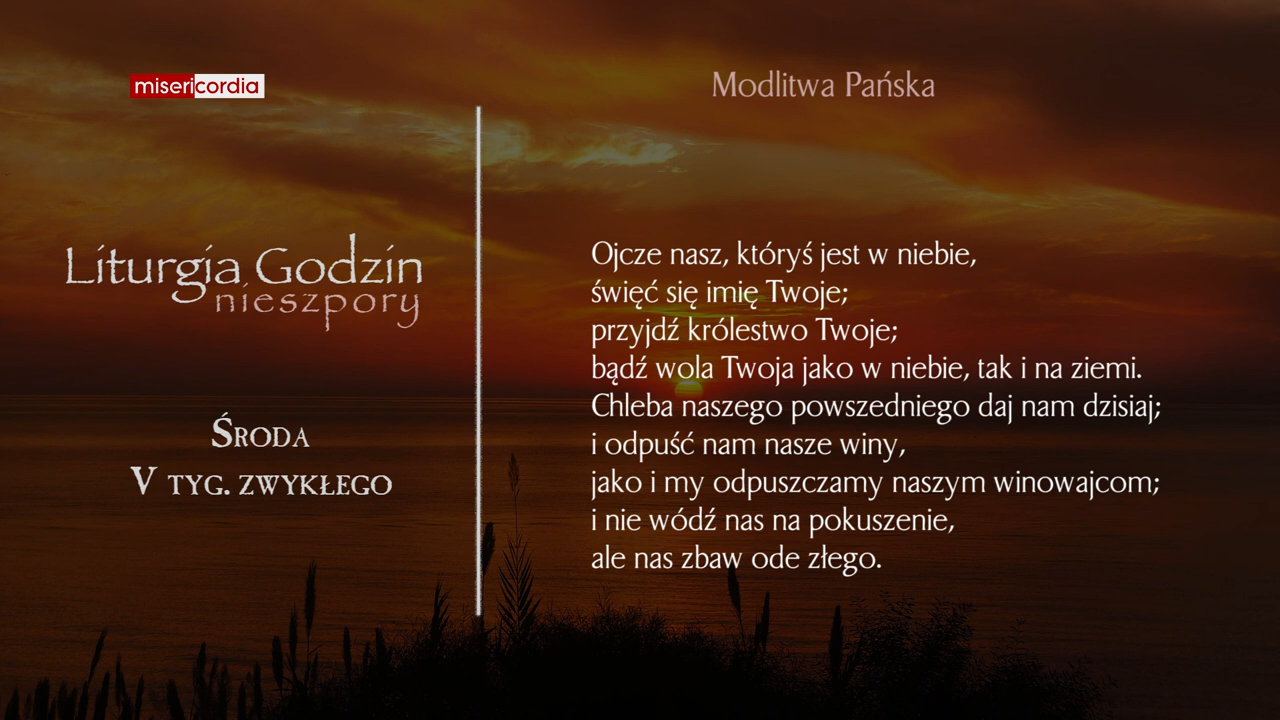 misericordia
Liturgia Godzin
nieszpory
Środa
V tyg. zwykłego
Modlitwa Pańska
Ojcze nasz, któryś jest w niebie,
święć się imię Twoje;
przyjdź królestwo Twoje;
bądź wola Twoja jako w niebie, tak i na ziemi.
Chleba naszego powszedniego daj nam dzisiaj;
i odpuść nam nasze winy,
jako i my odpuszczamy naszym winowajcom;
i nie wódź nas na pokuszenie,
ale nas zbaw ode złego.